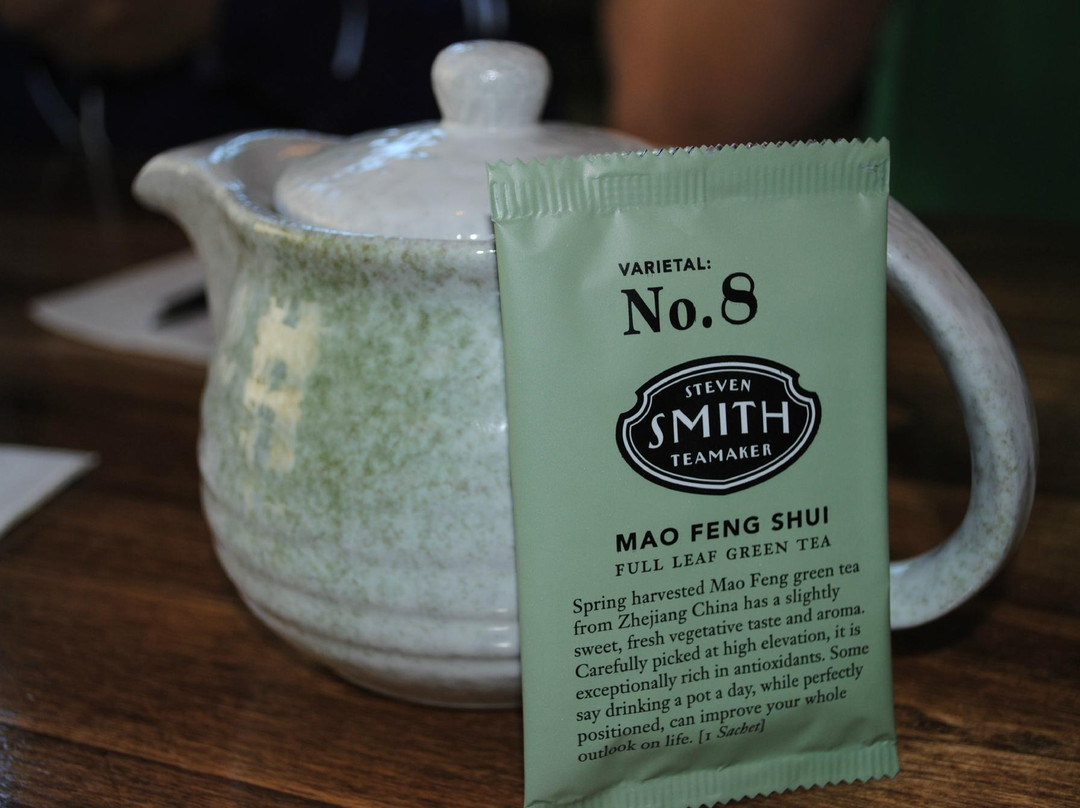 VARIETAL:
No.8
STEVEN
SMITH
TEAMAKER
MAO FENG SHUI
FULL LEAF GREEN TEA
Spring harvested Mao Feng green tea
from Zhejiang China has a slightly
sweet, fresh vegetative taste and aroma.
Carefully picked at high elevation, it is
exceptionally rich in antioxidants. Some
say drinking a pot a day, while perfectly
positioned, can improve your whole
outlook on life. [1 Sachet]